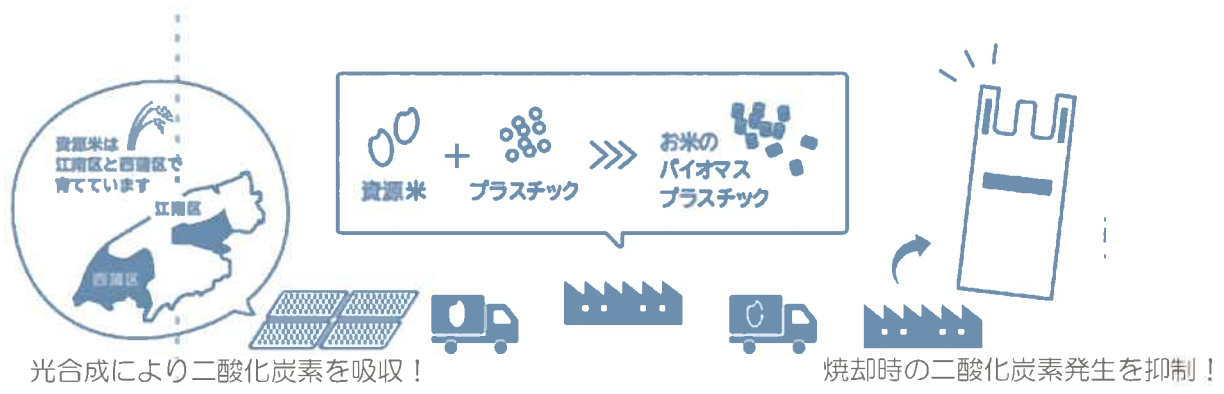 資源米は
江南区と西蒲区で
育てています
江南区
西蒲区
資源米
+
プラスチック
お米の
バイオマス
プラスチック
光合成により二酸化炭素を吸収！
焼却時の二酸化炭素発生を抑制！